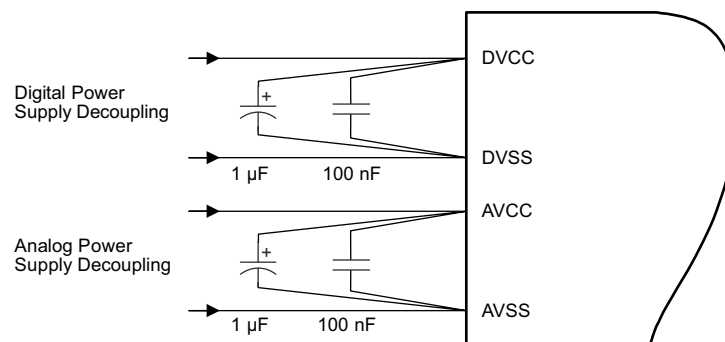 DVCC
Digital Power
Supply Decoupling
+
DVSS
1 µF
100 nF
AVCC
Analog Power
Supply Decoupling
+
AVSS
1 µF
100 nF